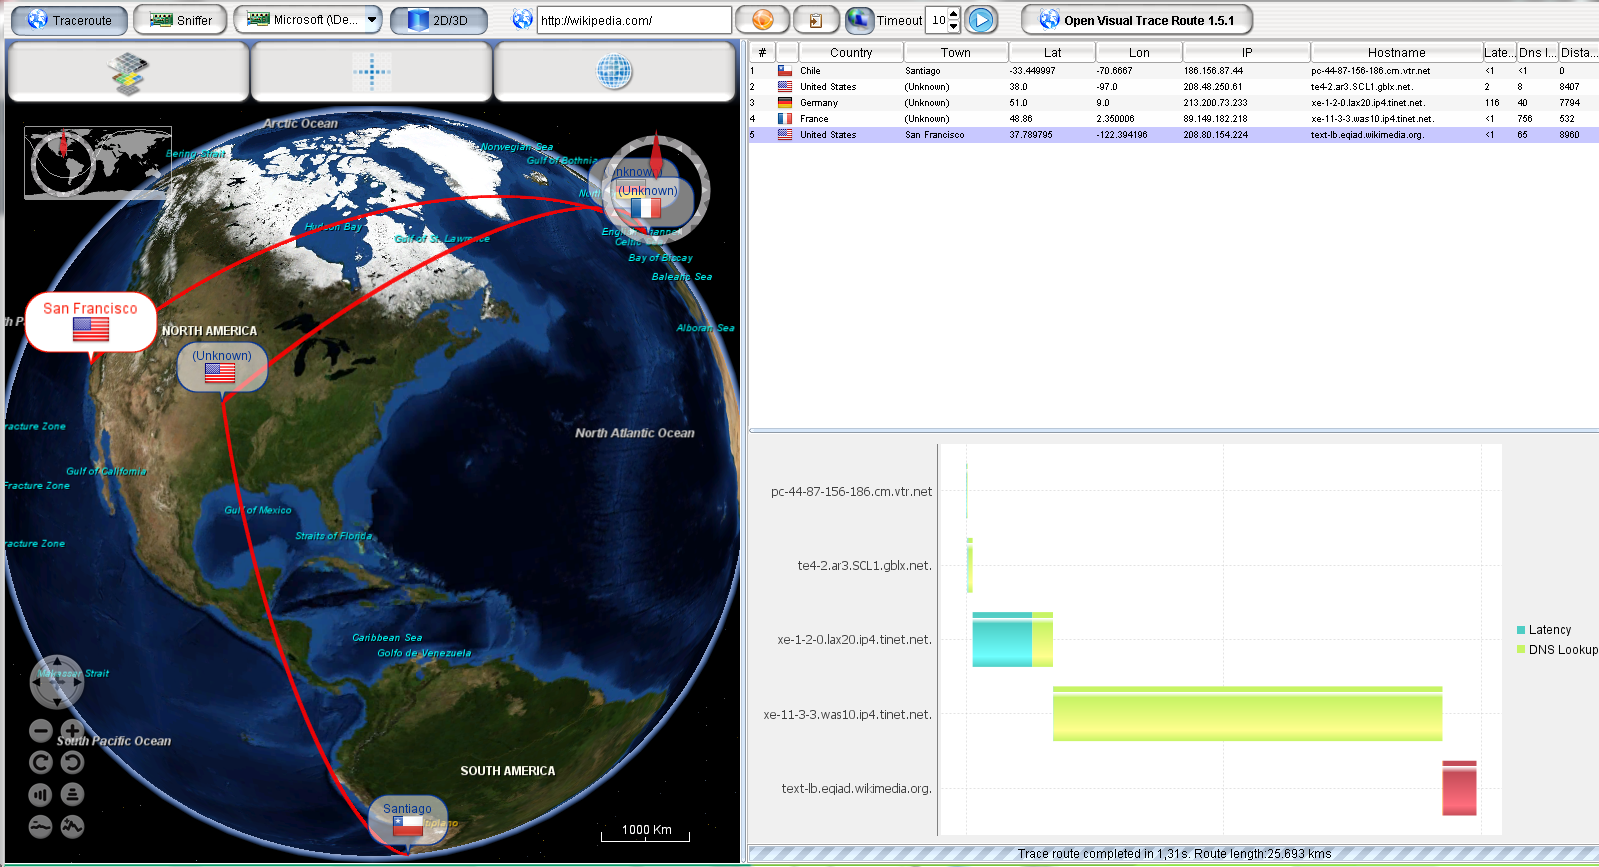 Traceroute Sniffer Microsoft (\De... 2D/3D http://wikipedia.com/ Timeout 10 Open Visual Trace Route 1.5.1
# Country Town Lat Lon IP Hostname Late... Dns l... Dista...
1 Chile Santiago -33.449997 -70.6667 186.156.87.44 pc-44-87-156-186.cm.vtr.net <1 <1 0
2 United States (Unknown) 38.0 -97.0 208.48.250.61 te4-2.ar3.SCL1.gblx.net. 2 8 8407
3 Germany (Unknown) 51.0 9.0 213.200.73.233 xe-1-2-0.lax20.ip4.tinet.net. 116 40 7794
4 France (Unknown) 48.86 2.350006 89.149.182.218 xe-11-3-3.was10.ip4.tinet.net. <1 756 532
5 United States San Francisco 37.789795 -122.394196 208.80.154.224 text-lb.eqiad.wikimedia.org. <1 65 8960
Arctic Ocean
Bering Strait
Norwegian Sea
Gulf of Bothnia
(Unknown)
Hudson Bay
Gulf of St. Lawrence
Celtic
Bay of Biscay
Balearic Sea
San Francisco
Alboran Sea
NORTH AMERICA
(Unknown)
racture Zone
North Atlantic Ocean
Gulf of California
Fracture Zone
Gulf of Mexico
Straits of Florida
racture Zone
Caribbean Sea
Golfo de Venezuela
Makassar Strait
South Pacific Ocean
SOUTH AMERICA
Santiago
1000 Km
pc-44-87-156-186.cm.vtr.net
te4-2.ar3.SCL1.gblx.net.
xe-1-2-0.lax20.ip4.tinet.net.
xe-11-3-3.was10.ip4.tinet.net.
text-lb.eqiad.wikimedia.org.
Latency
DNS Lookup
Trace route completed in 1,31s. Route length:25.693 kms